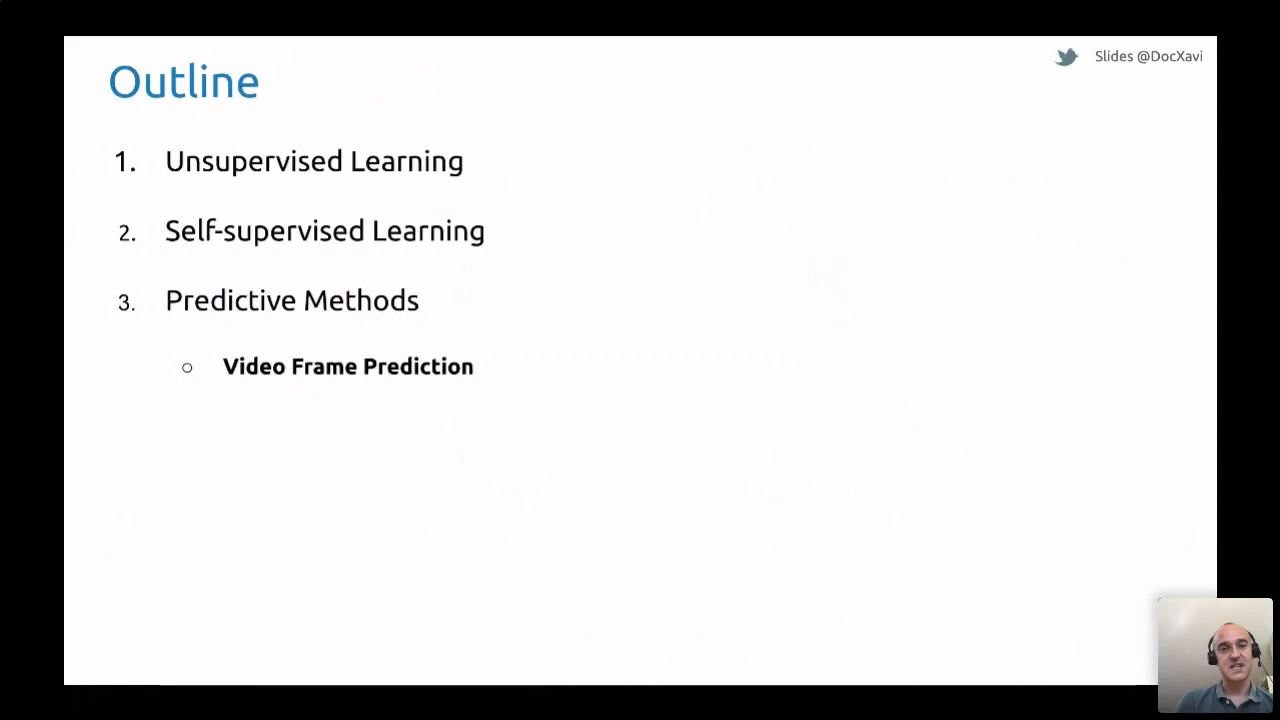 Outline
Slides @DocXavi
1. Unsupervised Learning
2. Self-supervised Learning
3. Predictive Methods
○ Video Frame Prediction